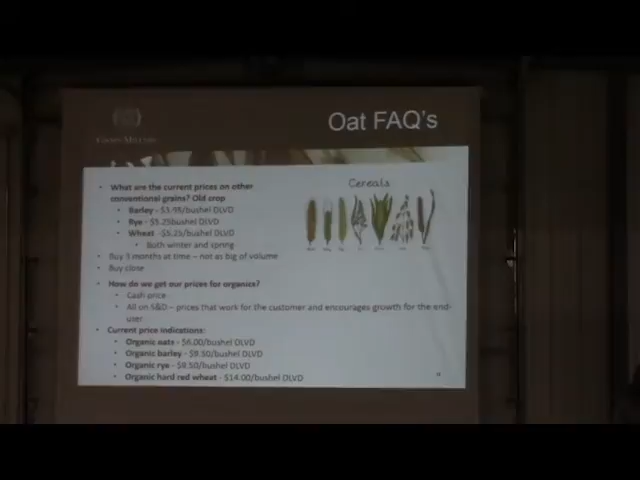 Oat FAQ's
Cereals
What are the current prices on other
conventional grains? Old crop
Barley - $3.95/bushel DLVD
Rye - $5.25bushel DLVD
Wheat - $5.25/bushel DLVD
Both winter and spring
Buy 3 months at time – not as big of volume
Buy close
How do we get our prices for organics?
Cash price
All on S&D – prices that work for the customer and encourages growth for the end-
user
Current price indications:
Organic oats - $6.00/bushel DLVD
Organic barley - $9.50/bushel DLVD
Organic rye - $9.50/bushel DLVD
Organic hard red wheat - $14.00/bushel DLVD